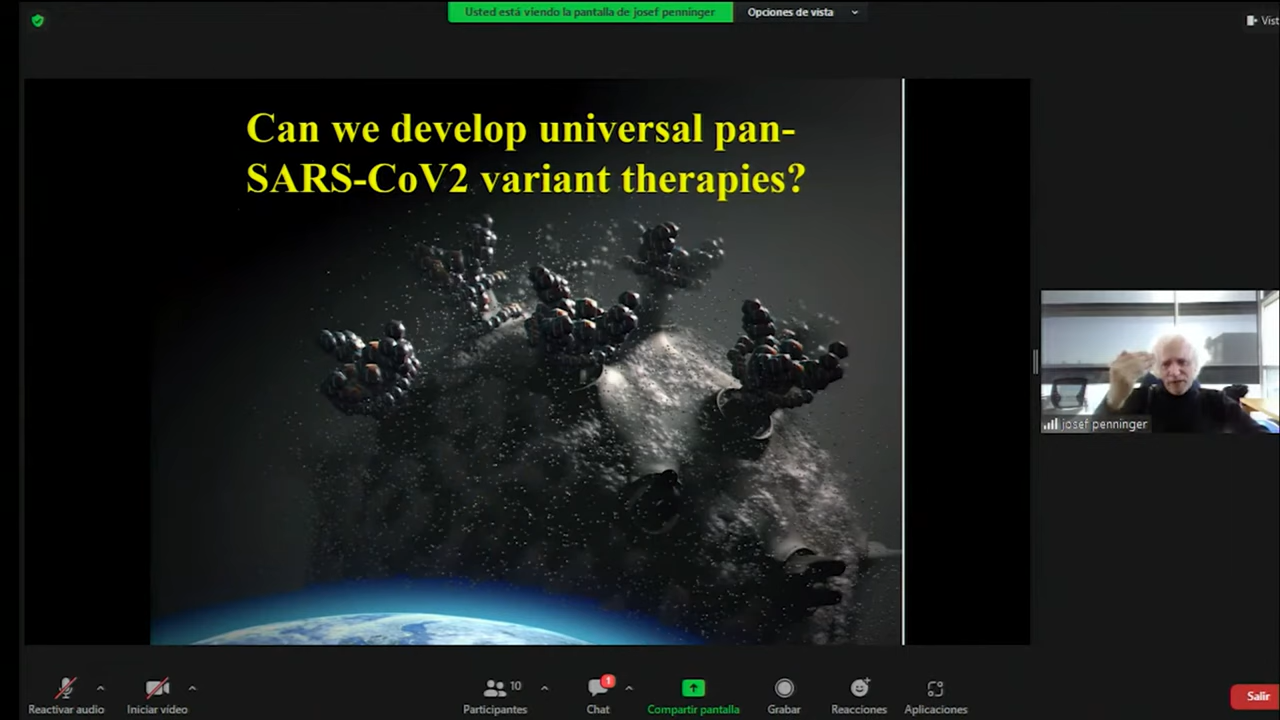 Usted está viendo la pantalla de josef penninger
Opciones de vista
Vist
Can we develop universal pan-
SARS-CoV2 variant therapies?
josef penninger
Reactivar audio
Iniciar vídeo
10
Participantes
1
Chat
Compartir pantalla
Grabar
Reacciones
Aplicaciones
Salir